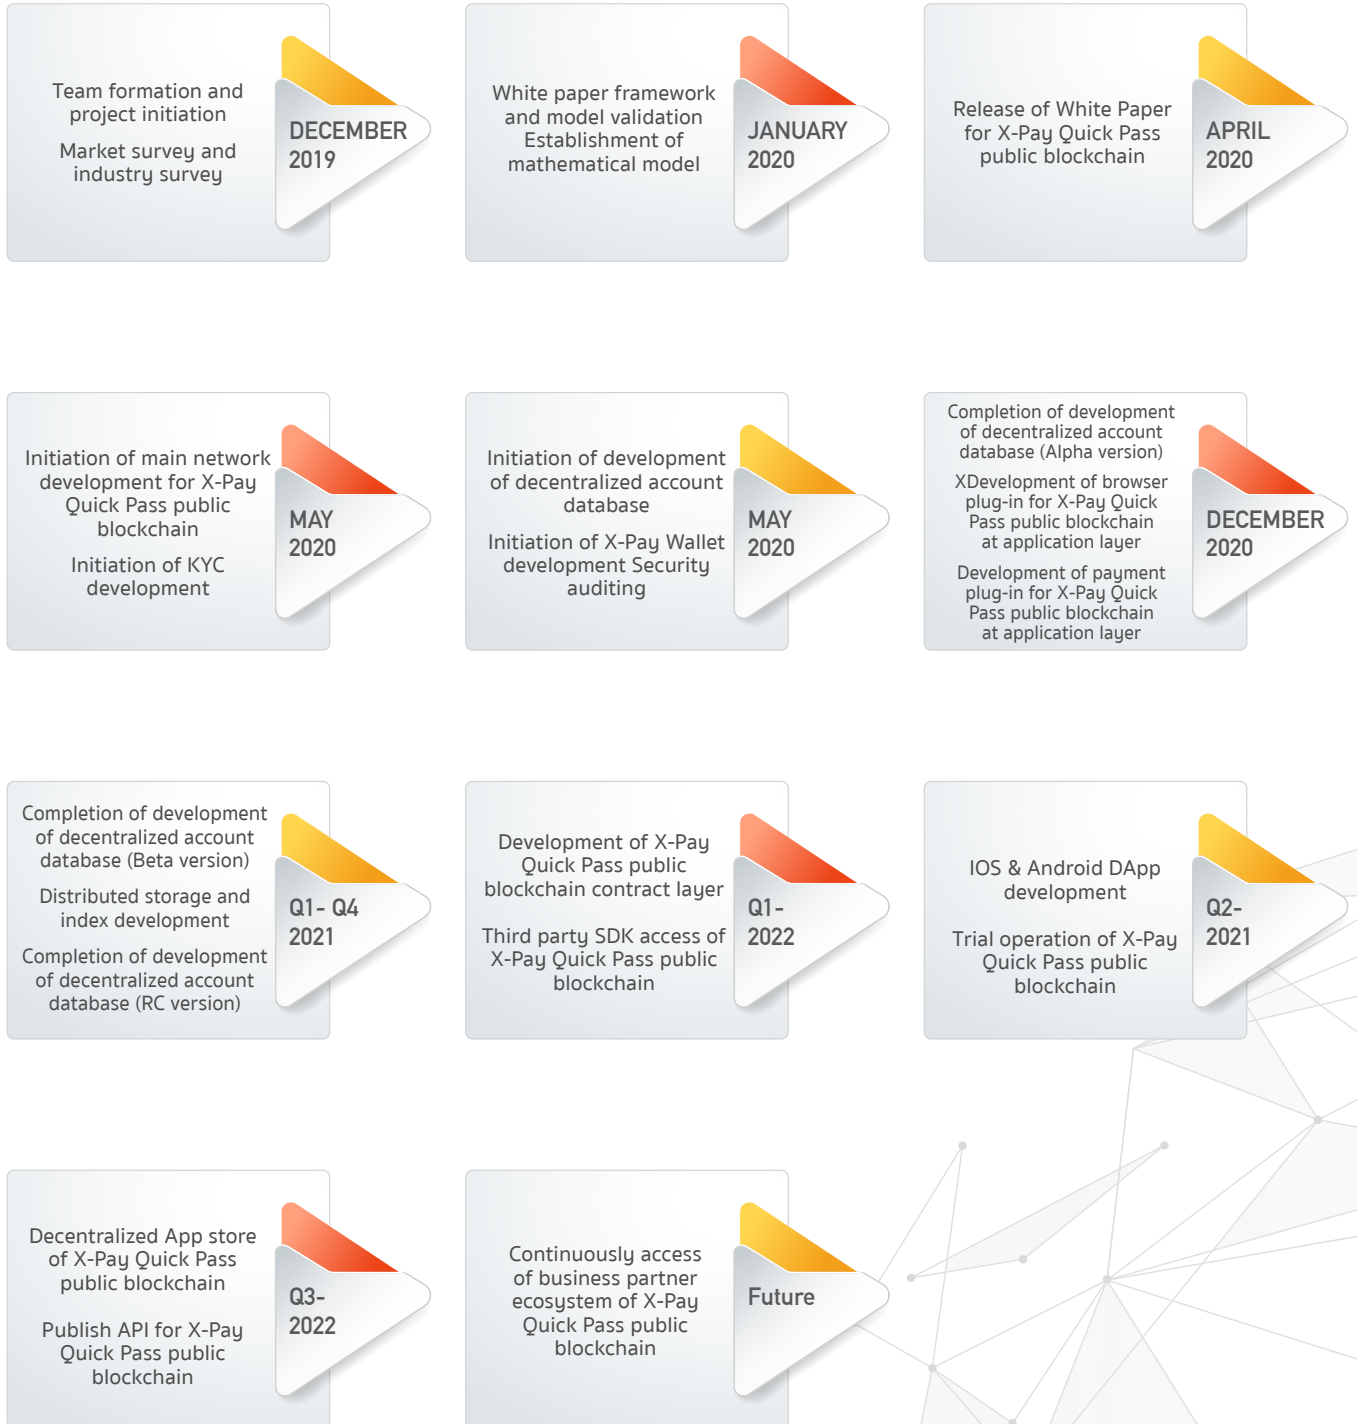 Team formation and
project initiation
Market survey and
industry survey
DECEMBER
2019
White paper framework
and model validation
Establishment of
mathematical model
JANUARY
2020
Release of White Paper
for X-Pay Quick Pass
public blockchain
APRIL
2020
Initiation of main network
development for X-Pay
Quick Pass public
blockchain
Initiation of KYC
development
MAY
2020
Initiation of development
of decentralized account
database
Initiation of X-Pay Wallet
development Security
auditing
MAY
2020
Completion of development
of decentralized account
database (Alpha version)
XDevelopment of browser
plug-in for X-Pay Quick
Pass public blockchain
at application layer
Development of payment
plug-in for X-Pay Quick
Pass public blockchain
at application layer
DECEMBER
2020
Completion of development
of decentralized account
database (Beta version)
Distributed storage and
index development
Completion of development
of decentralized account
database (RC version)
Q1- Q4
2021
Development of X-Pay
Quick Pass public
blockchain contract layer
Third party SDK access of
X-Pay Quick Pass public
blockchain
Q1-
2022
IOS & Android DApp
development
Trial operation of X-Pay
Quick Pass public
blockchain
Q2-
2021
Decentralized App store
of X-Pay Quick Pass
public blockchain
Publish API for X-Pay
Quick Pass public
blockchain
Q3-
2022
Continuously access
of business partner
ecosystem of X-Pay
Quick Pass public
blockchain
Future